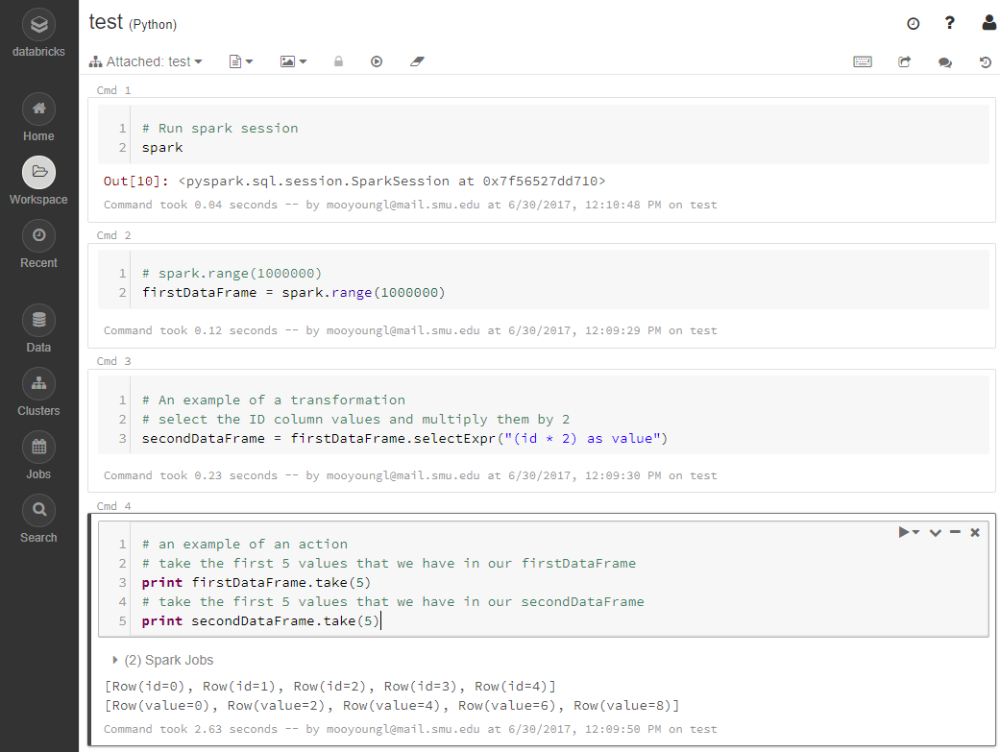 databricks
Home
Workspace
Recent
Data
Clusters
Jobs
Search
test (Python)
?
Attached: test
Cmd 1
1 # Run spark session
2 spark
Out[10]: <pyspark.sql.session.SparkSession at 0x7f56527dd710>
Command took 0.04 seconds -- by mooyoungl@mail.smu.edu at 6/30/2017, 12:10:48 PM on test
Cmd 2
1 # spark.range(1000000)
2 firstDataFrame = spark.range(1000000)
Command took 0.12 seconds -- by mooyoungl@mail.smu.edu at 6/30/2017, 12:09:29 PM on test
Cmd 3
1 # An example of a transformation
2 # select the ID column values and multiply them by 2
3 secondDataFrame = firstDataFrame.selectExpr("(id * 2) as value")
Command took 0.23 seconds -- by mooyoungl@mail.smu.edu at 6/30/2017, 12:09:30 PM on test
Cmd 4
1 # an example of an action
2 # take the first 5 values that we have in our firstDataFrame
3 print firstDataFrame.take(5)
4 # take the first 5 values that we have in our secondDataFrame
5 print secondDataFrame.take(5)
(2) Spark Jobs
[Row(id=0), Row(id=1), Row(id=2), Row(id=3), Row(id=4)]
[Row(value=0), Row(value=2), Row(value=4), Row(value=6), Row(value=8)]
Command took 2.63 seconds -- by mooyoungl@mail.smu.edu at 6/30/2017, 12:09:50 PM on test